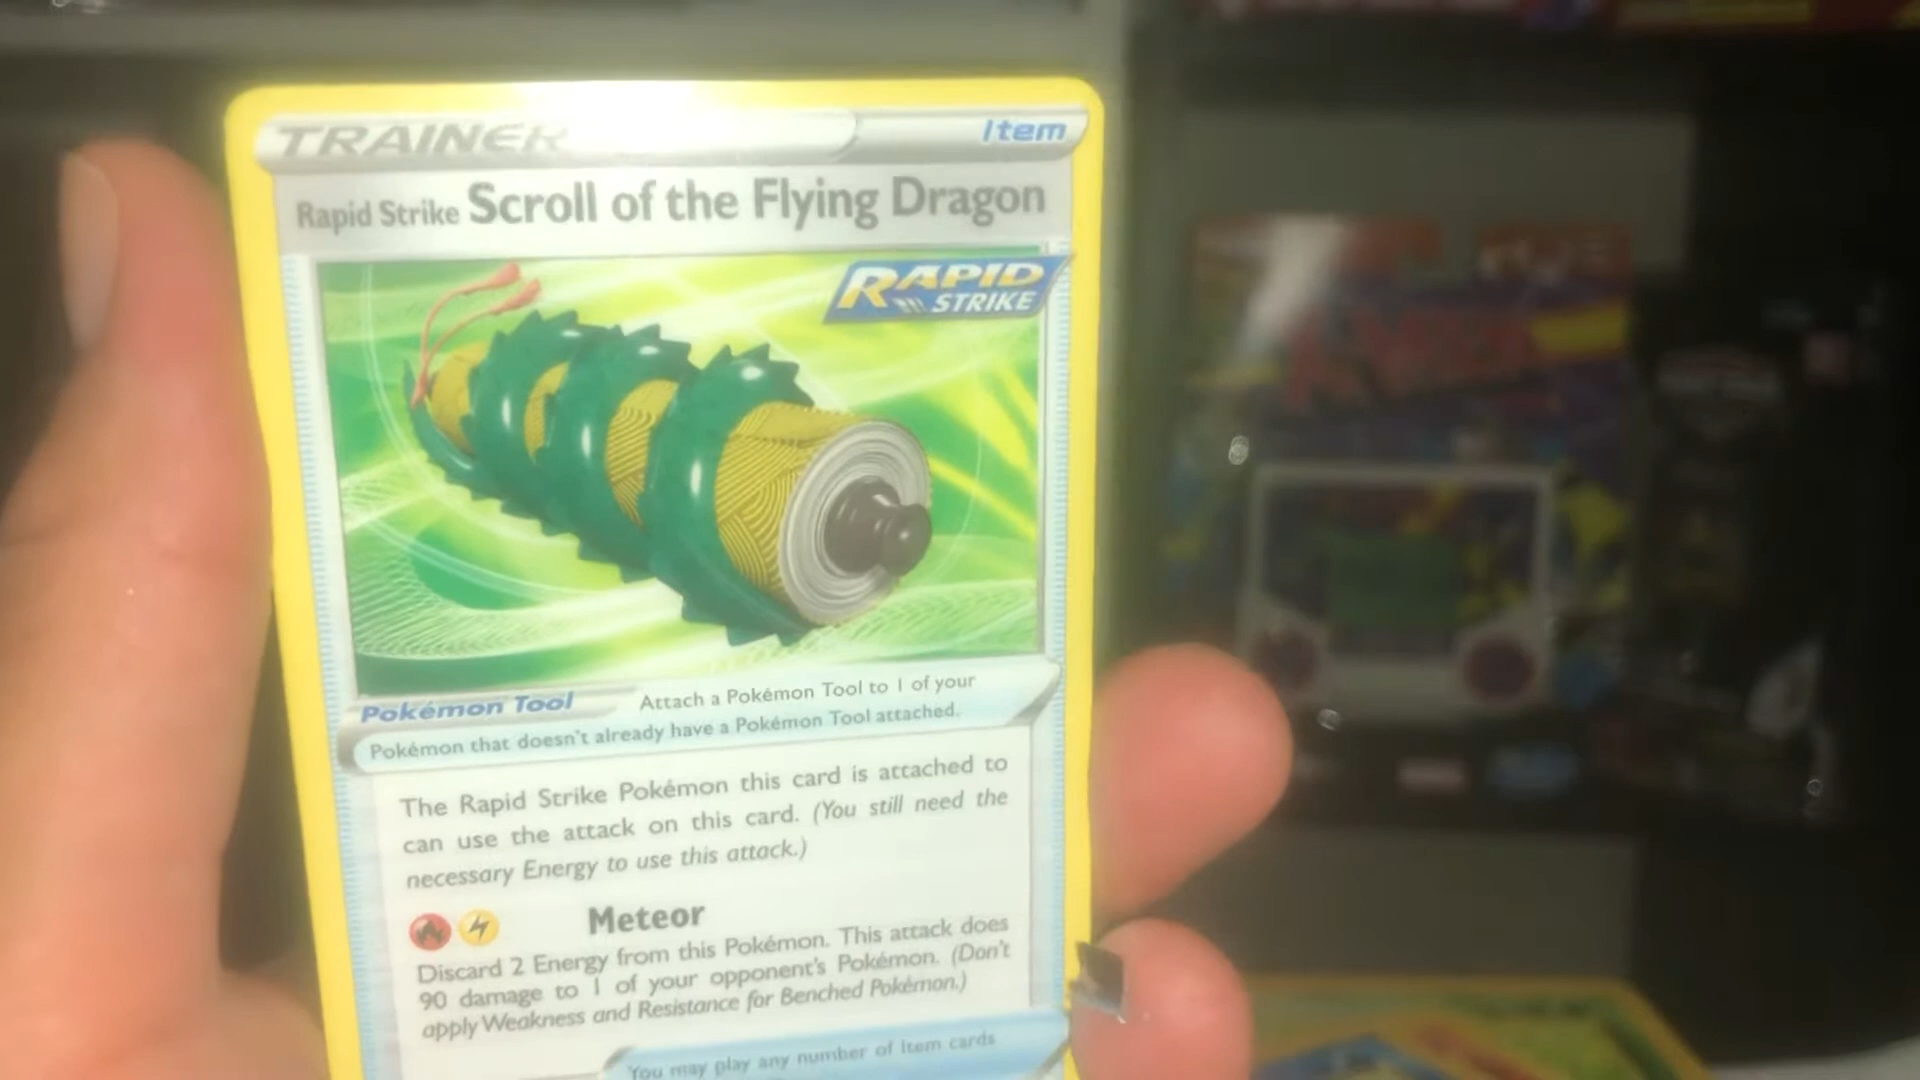 TRAINER
Item
Rapid Strike Scroll of the Flying Dragon
RAPID
STRIKE
Pokémon Tool Attach a Pokémon Tool to 1 of your
Pokémon that doesn't already have a Pokémon Tool attached.
The Rapid Strike Pokémon this card is attached to
can use the attack on this card. (You still need the
necessary Energy to use this attack.)
Meteor
Discard 2 Energy from this Pokémon. This attack does
90 damage to 1 of your opponent's Pokémon. (Don't
apply Weakness and Resistance for Benched Pokémon.)
You may play any number of Item cards